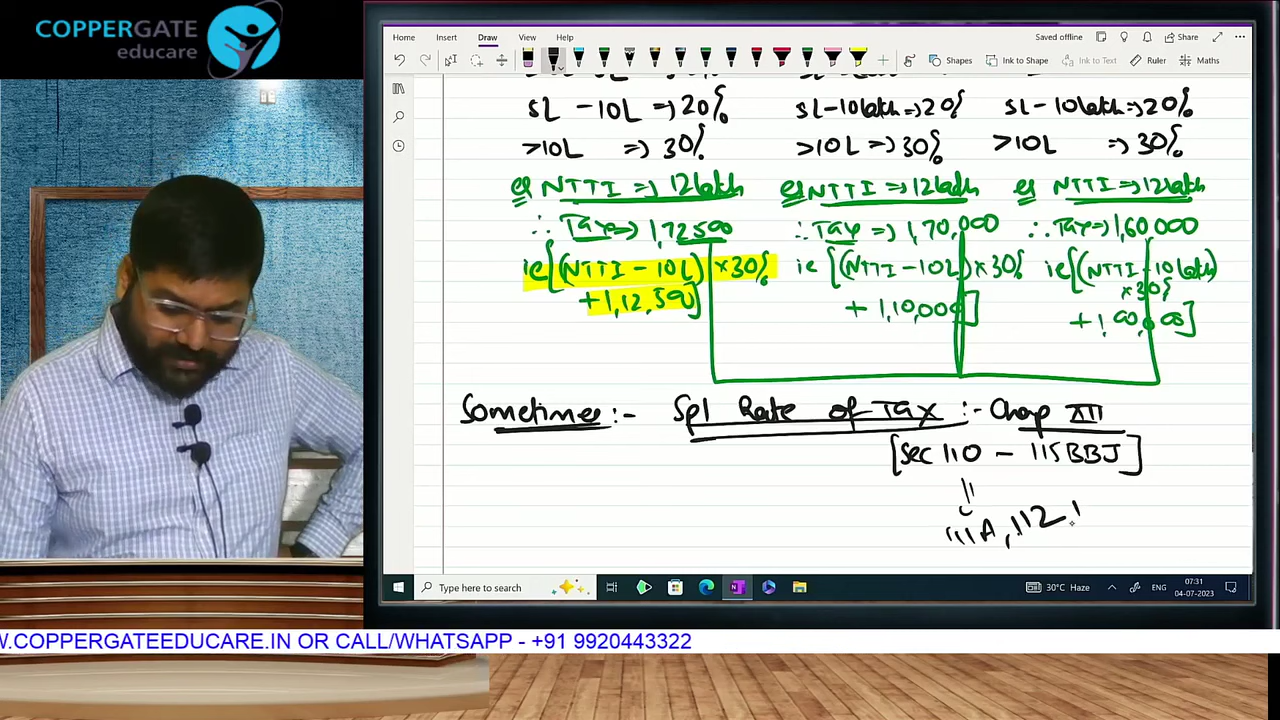 COPPERGATE
educare
Home Insert Draw View Help
Saved offline
Share
Shapes
Ink to Shape
Ink to Text
Ruler
Maths
5L - 10L => 20%
>10L => 30%
eg NTTI => 12lakh
∴ Tax => 1,72,500
ie [(NTTI - 10L) × 30%
+ 1,12,500]
5L - 10lakh => 20%
>10L => 30%
eg NTTI => 12lakh
∴ Tax => 1,70,000
ie [(NTTI - 10L) × 30%
+ 1,10,000]
5L - 10lakh => 20%
>10L => 30%
eg NTTI => 12lakh
∴ Tax => 1,60,000
ie [(NTTI - 10lakh)
× 30%
+ 1,00,000]
Sometimes :- Spl Rate of Tax :- Chap XII
[Sec 110 - 115BBJ]
111A, 112
Type here to search
30°C Haze
ENG
07:31
04-07-2023
W.COPPERGATEEDUCARE.IN OR CALL/WHATSAPP - +91 9920443322